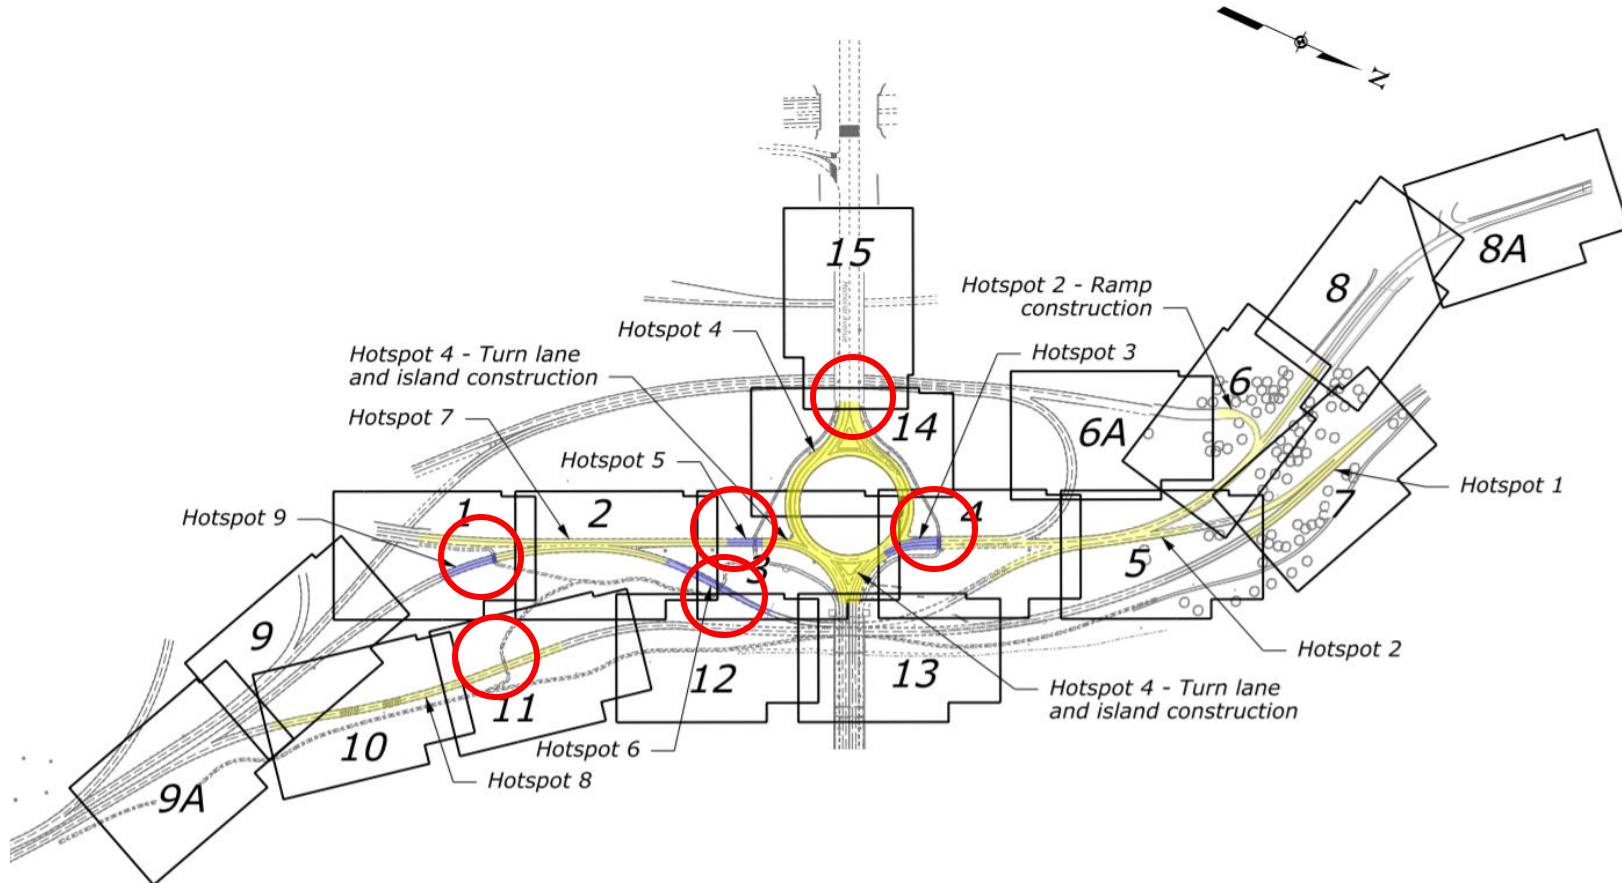 N
15
8A
8
Hotspot 2 - Ramp
construction
Hotspot 4
Hotspot 3
Hotspot 4 - Turn lane
and island construction
6
Hotspot 7
14
6A
Hotspot 5
Hotspot 1
7
Hotspot 9
1
2
3
4
5
Hotspot 2
9
12
13
Hotspot 4 - Turn lane
and island construction
11
10
Hotspot 6
Hotspot 8
9A